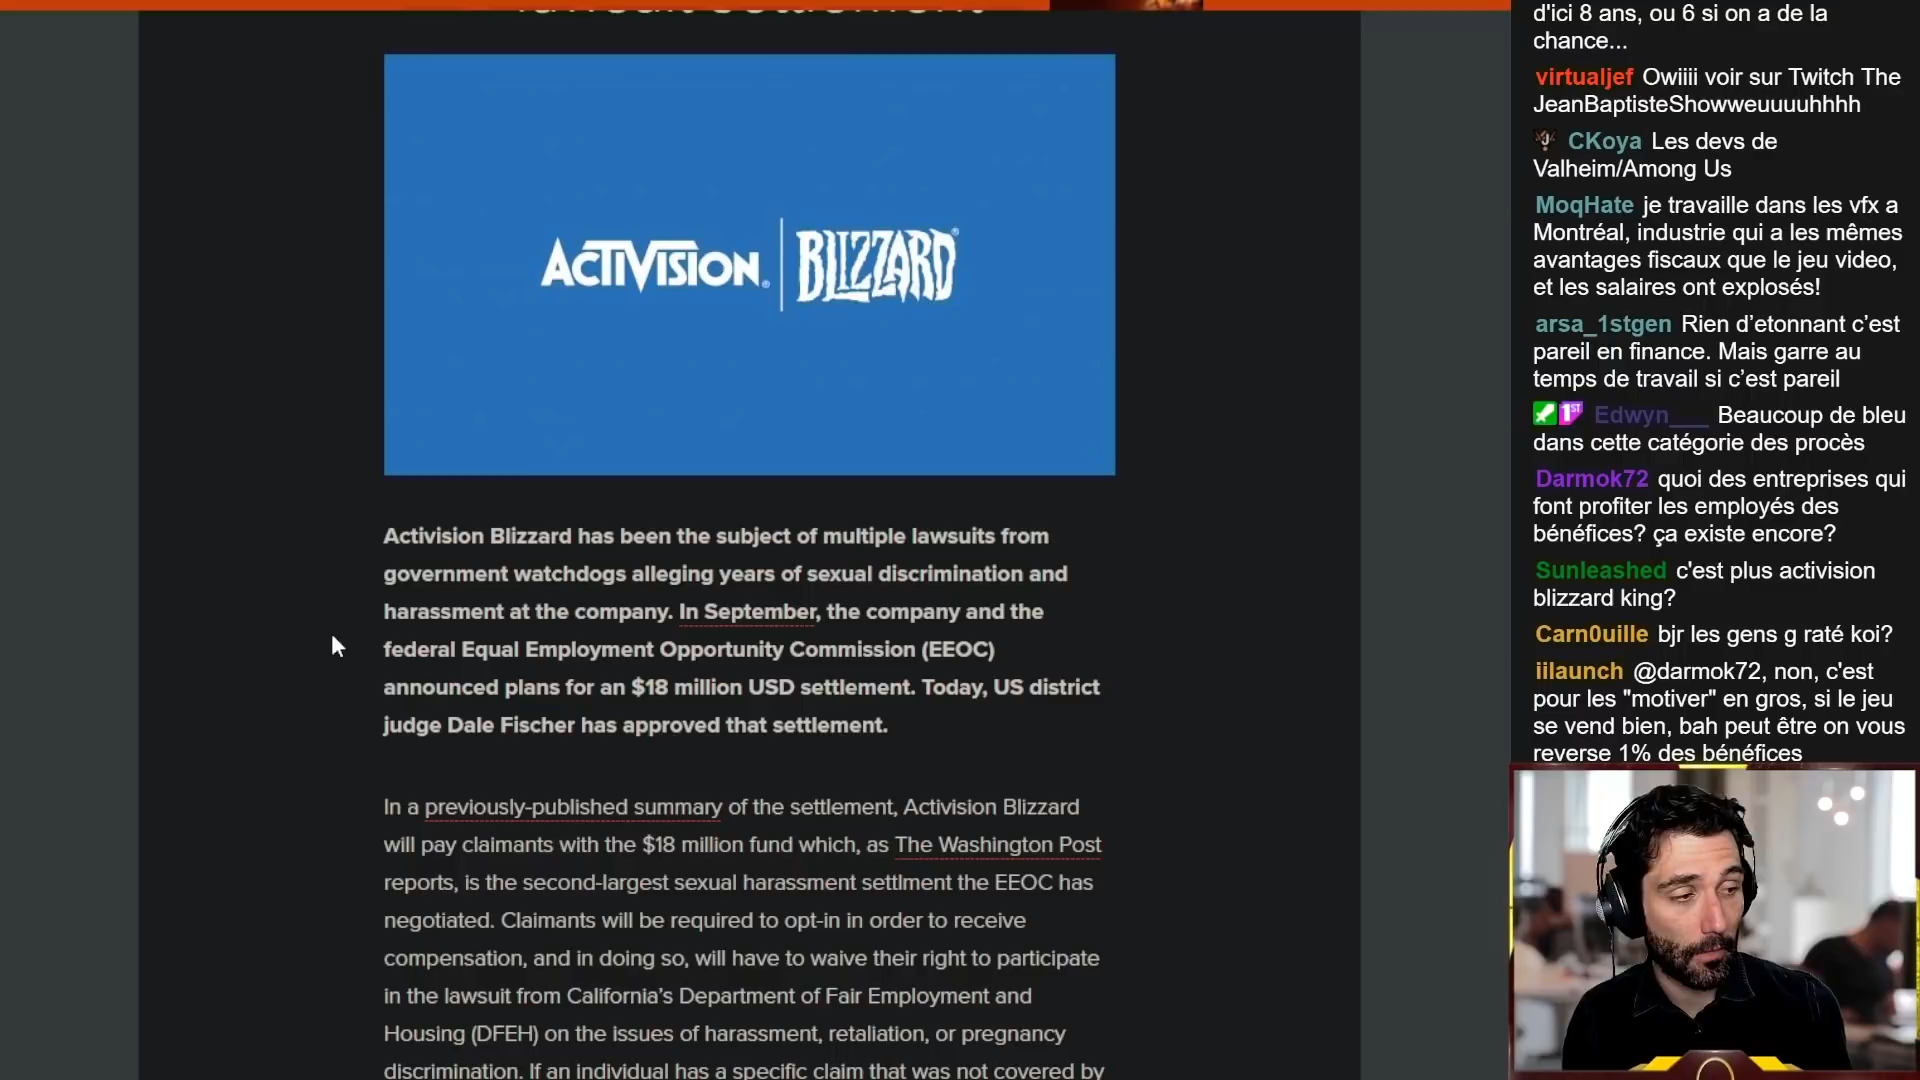 lawsuit settlement
ACTIVISION
BLIZZARD
Activision Blizzard has been the subject of multiple lawsuits from
government watchdogs alleging years of sexual discrimination and
harassment at the company. In September, the company and the
federal Equal Employment Opportunity Commission (EEOC)
announced plans for an $18 million USD settlement. Today, US district
judge Dale Fischer has approved that settlement.
In a previously-published summary of the settlement, Activision Blizzard
will pay claimants with the $18 million fund which, as The Washington Post
reports, is the second-largest sexual harassment settlment the EEOC has
negotiated. Claimants will be required to opt-in in order to receive
compensation, and in doing so, will have to waive their right to participate
in the lawsuit from California’s Department of Fair Employment and
Housing (DFEH) on the issues of harassment, retaliation, or pregnancy
discrimination. If an individual has a specific claim that was not covered by
d'ici 8 ans, ou 6 si on a de la
chance...
virtualjef Owiiii voir sur Twitch The
JeanBaptisteShowweuuuuhhhh
CKoya Les devs de
Valheim/Among Us
MoqHate je travaille dans les vfx a
Montréal, industrie qui a les mêmes
avantages fiscaux que le jeu video,
et les salaires ont explosés!
arsa_1stgen Rien d’etonnant c’est
pareil en finance. Mais garre au
temps de travail si c’est pareil
1ST Edwyn___ Beaucoup de bleu
dans cette catégorie des procès
Darmok72 quoi des entreprises qui
font profiter les employés des
bénéfices? ça existe encore?
Sunleashed c'est plus activision
blizzard king?
Carn0uille bjr les gens g raté koi?
iilaunch @darmok72, non, c'est
pour les "motiver" en gros, si le jeu
se vend bien, bah peut être on vous
reverse 1% des bénéfices